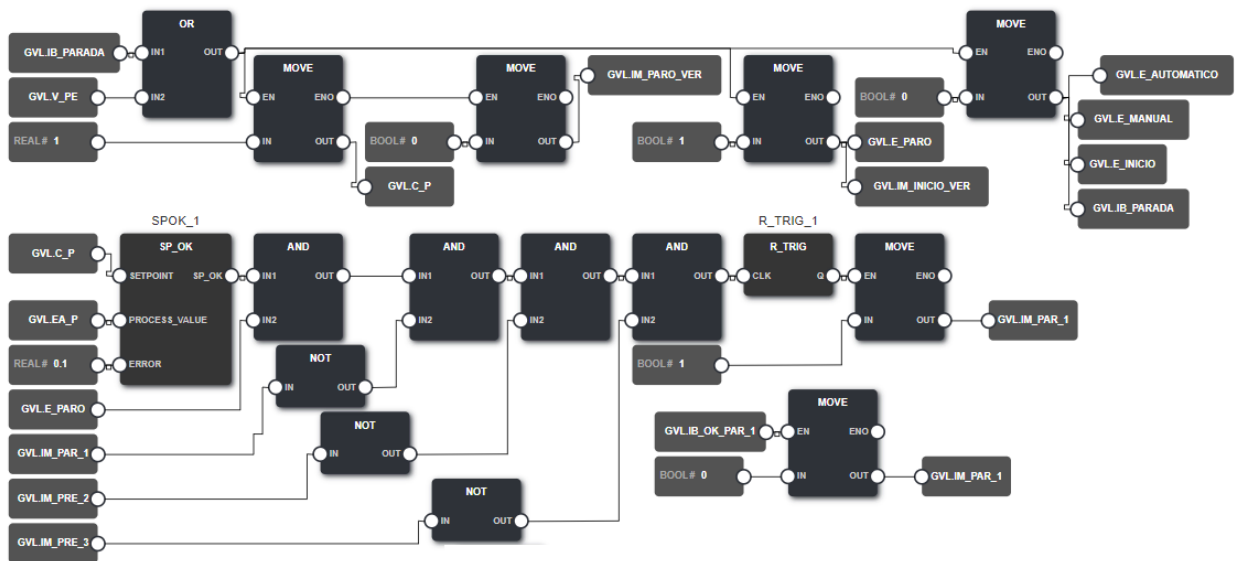 OR
MOVE
GVL.IB_PARADA
IN1
OUT
EN
ENO
MOVE
MOVE
GVL.IM_PARO_VER
MOVE
GVL.E_AUTOMATICO
GVL.V_PE
IN2
EN
ENO
EN
ENO
EN
ENO
BOOL# 0
IN
OUT
GVL.E_MANUAL
REAL# 1
IN
OUT
BOOL# 0
IN
OUT
BOOL# 1
IN
OUT
GVL.E_PARO
GVL.E_INICIO
GVL.C_P
GVL.IM_INICIO_VER
GVL.IB_PARADA
SPOK_1
R_TRIG_1
SP_OK
AND
AND
AND
AND
R_TRIG
MOVE
GVL.C_P
SETPOINT
SP_OK
IN1
OUT
IN1
OUT
IN1
OUT
IN1
OUT
CLK
Q
EN
ENO
GVL.EA_P
PROCESS_VALUE
IN2
IN2
IN2
IN2
IN
OUT
GVL.IM_PAR_1
REAL# 0.1
ERROR
NOT
BOOL# 1
IN
OUT
GVL.E_PARO
MOVE
NOT
GVL.IM_PAR_1
IN
OUT
GVL.IB_OK_PAR_1
EN
ENO
BOOL# 0
IN
OUT
GVL.IM_PAR_1
GVL.IM_PRE_2
NOT
IN
OUT
GVL.IM_PRE_3